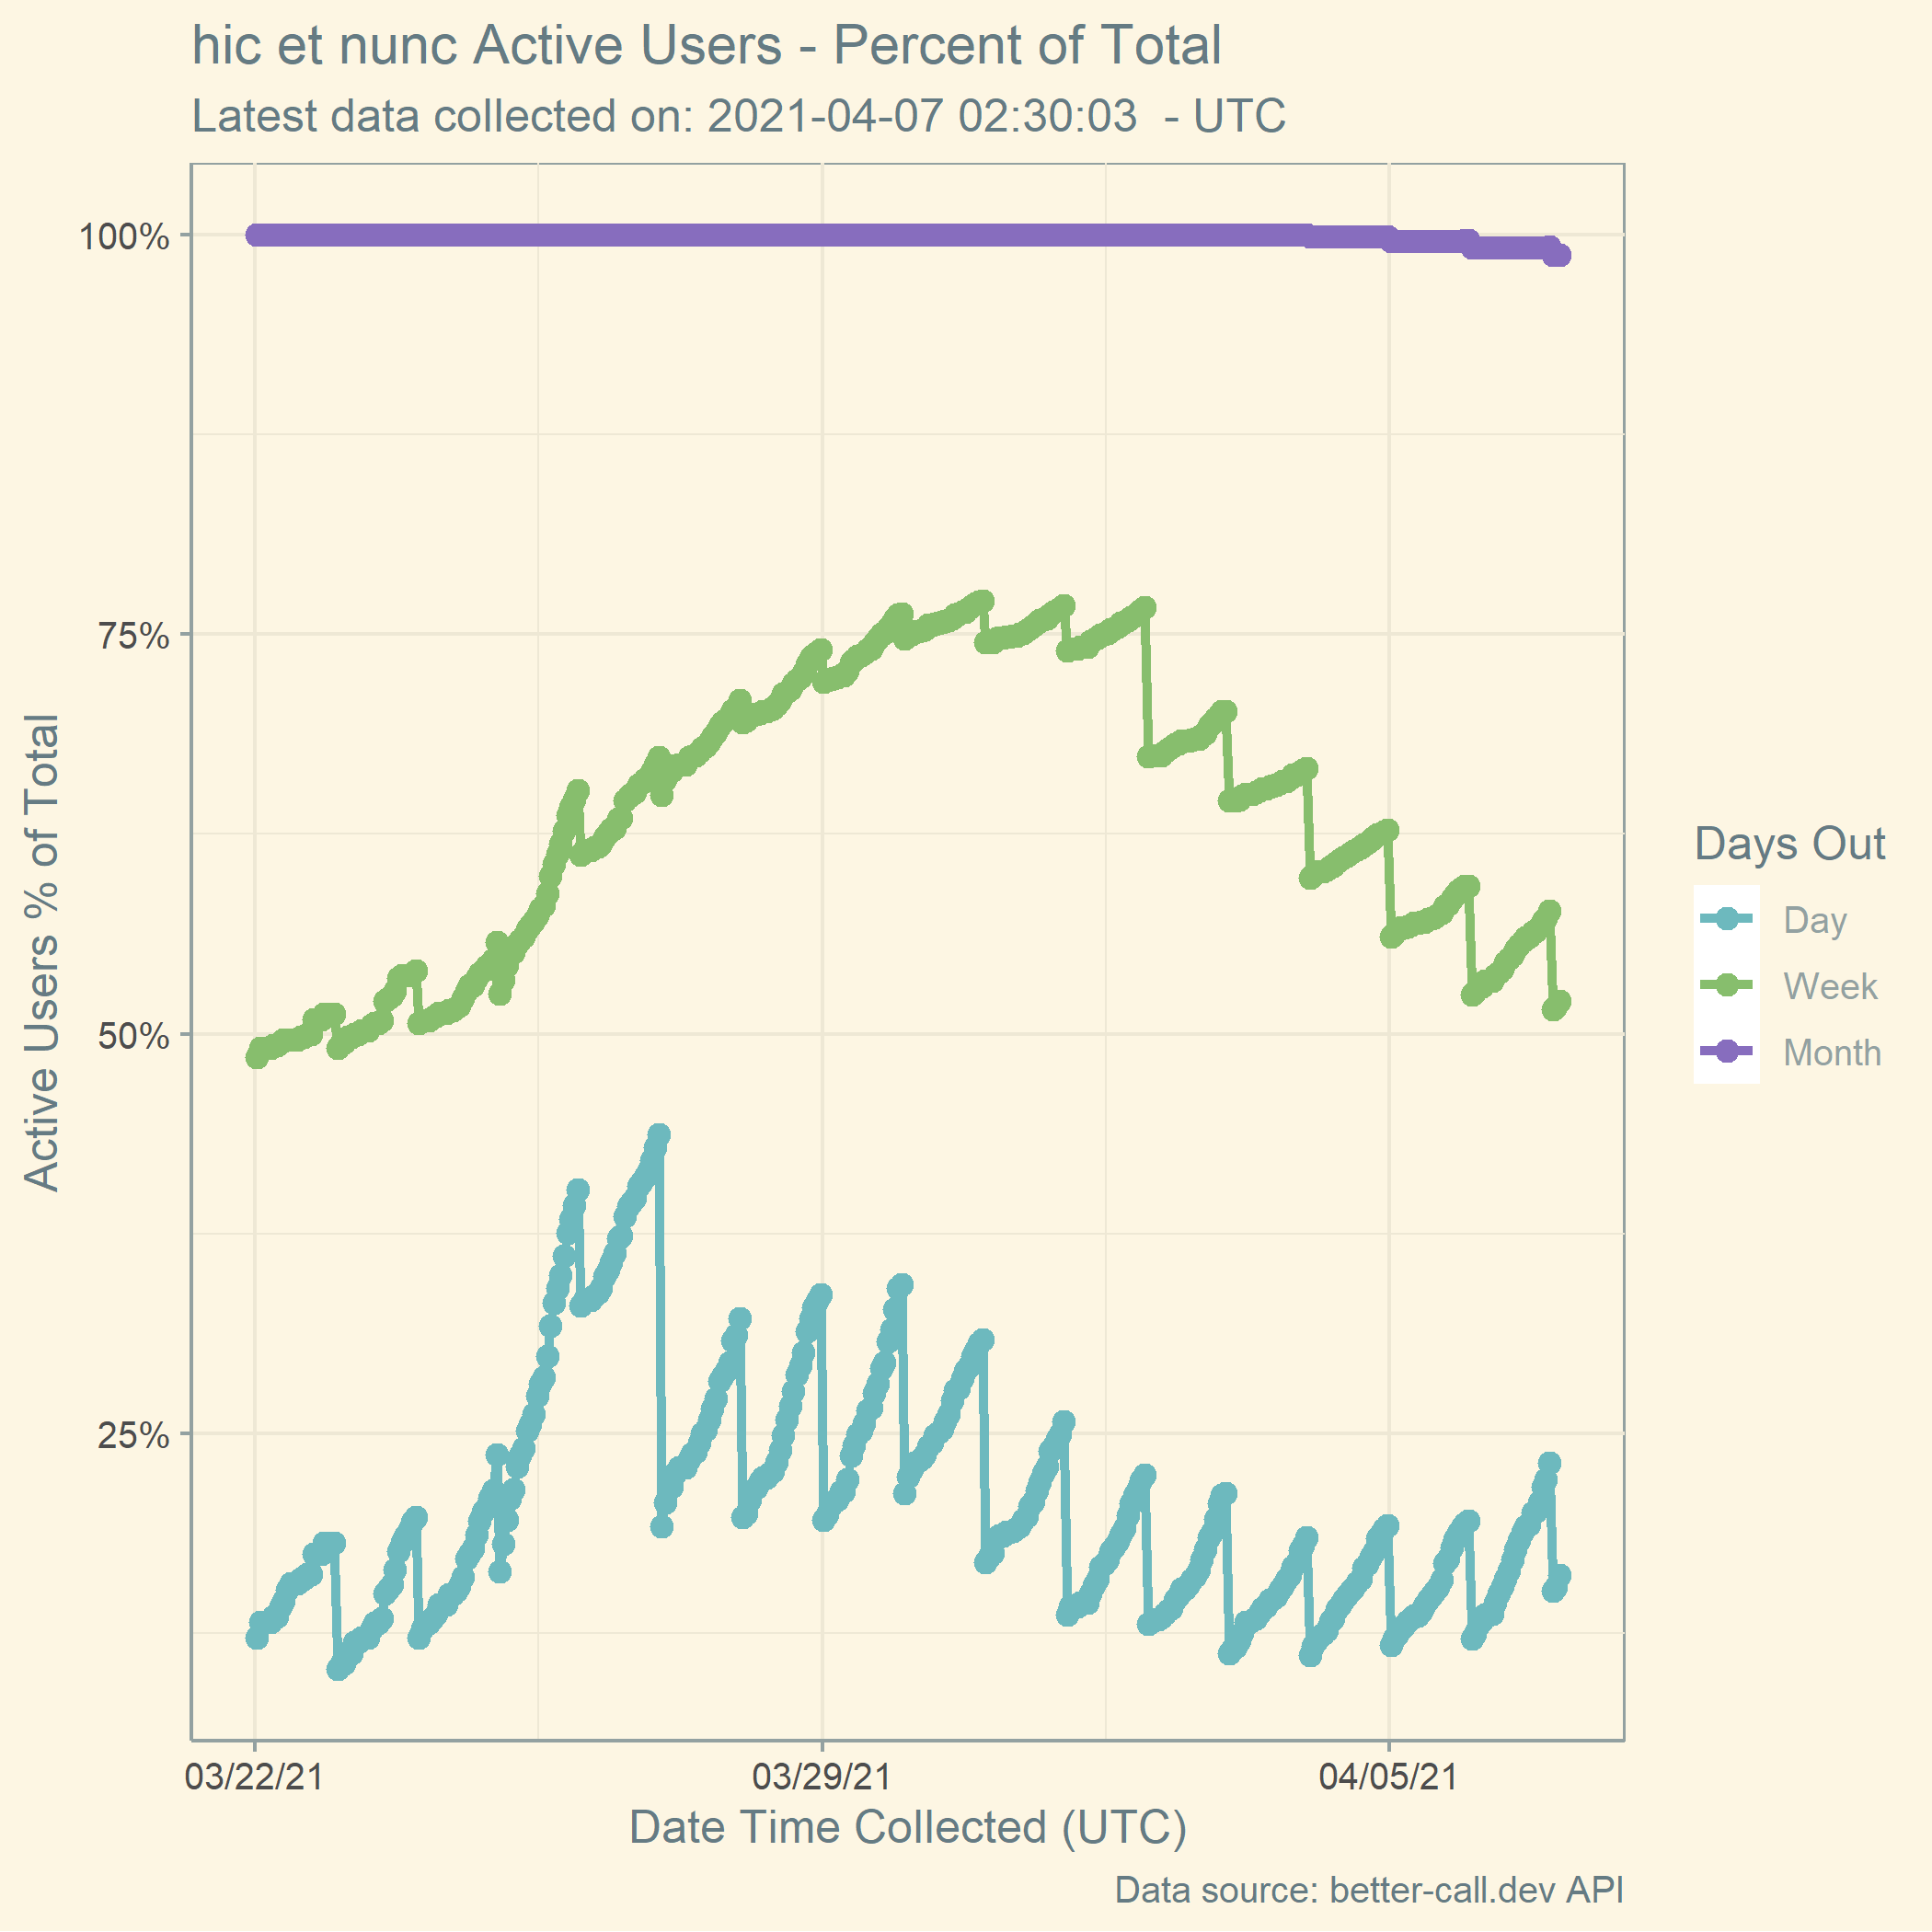 hic et nunc Active Users - Percent of Total
Latest data collected on: 2021-04-07 02:30:03  - UTC
Active Users % of Total
100%
75%
50%
25%
03/22/21
03/29/21
04/05/21
Date Time Collected (UTC)
Days Out
Day
Week
Month
Data source: better-call.dev API